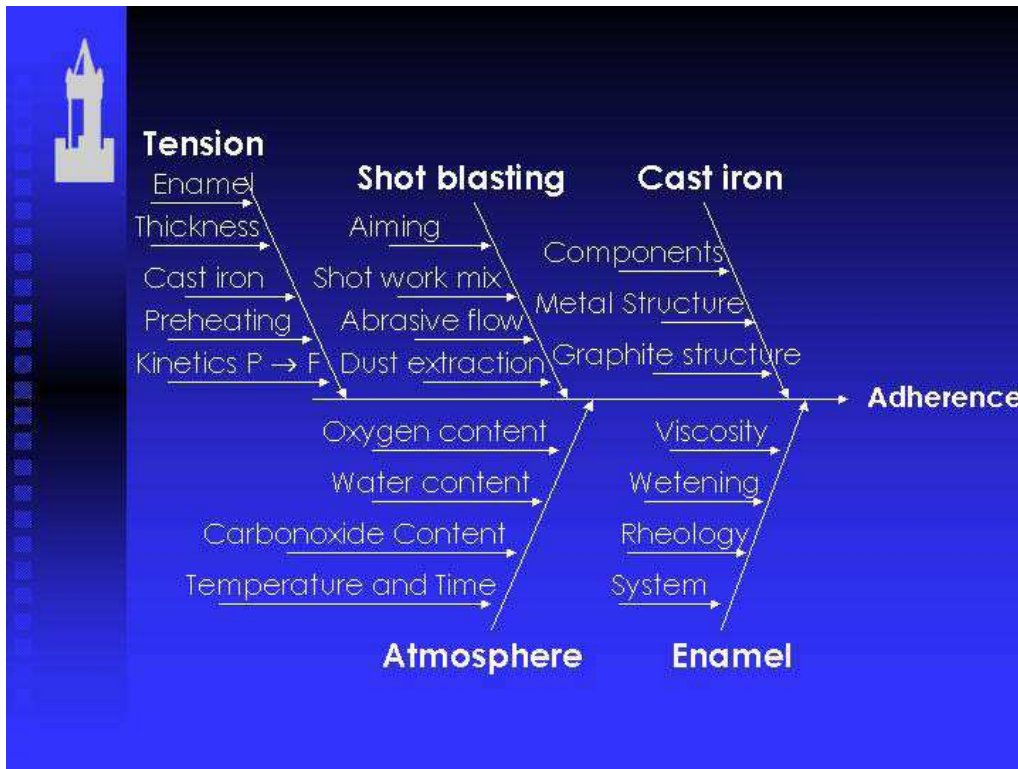 Tension
Enamel
Thickness
Cast iron
Preheating
Kinetics P → F
Shot blasting
Aiming
Shot work mix
Abrasive flow
Dust extraction
Cast iron
Components
Metal Structure
Graphite structure
Adherence
Oxygen content
Water content
Carbonoxide Content
Temperature and Time
Atmosphere
Viscosity
Wetening
Rheology
System
Enamel